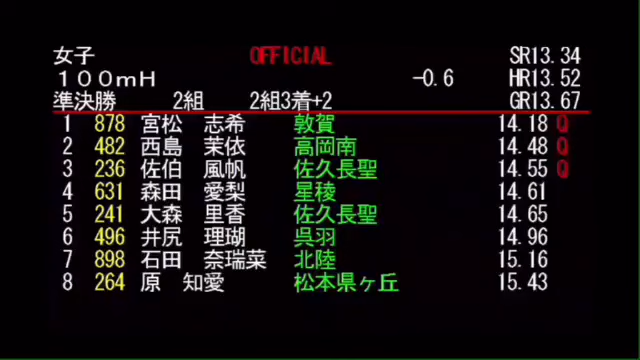 女子 OFFICIAL SR13.34
100mH -0.6 HR13.52
準決勝 2組 2組3着+2 GR13.67
1 878 宮松 志希 敦賀 14.18 Q
2 482 西島 茉依 高岡南 14.48 Q
3 236 佐伯 風帆 佐久長聖 14.55 Q
4 631 森田 愛梨 星稜 14.61
5 241 大森 里香 佐久長聖 14.65
6 496 井尻 理瑚 呉羽 14.96
7 898 石田 奈瑞菜 北陸 15.16
8 264 原 知愛 松本県ヶ丘 15.43